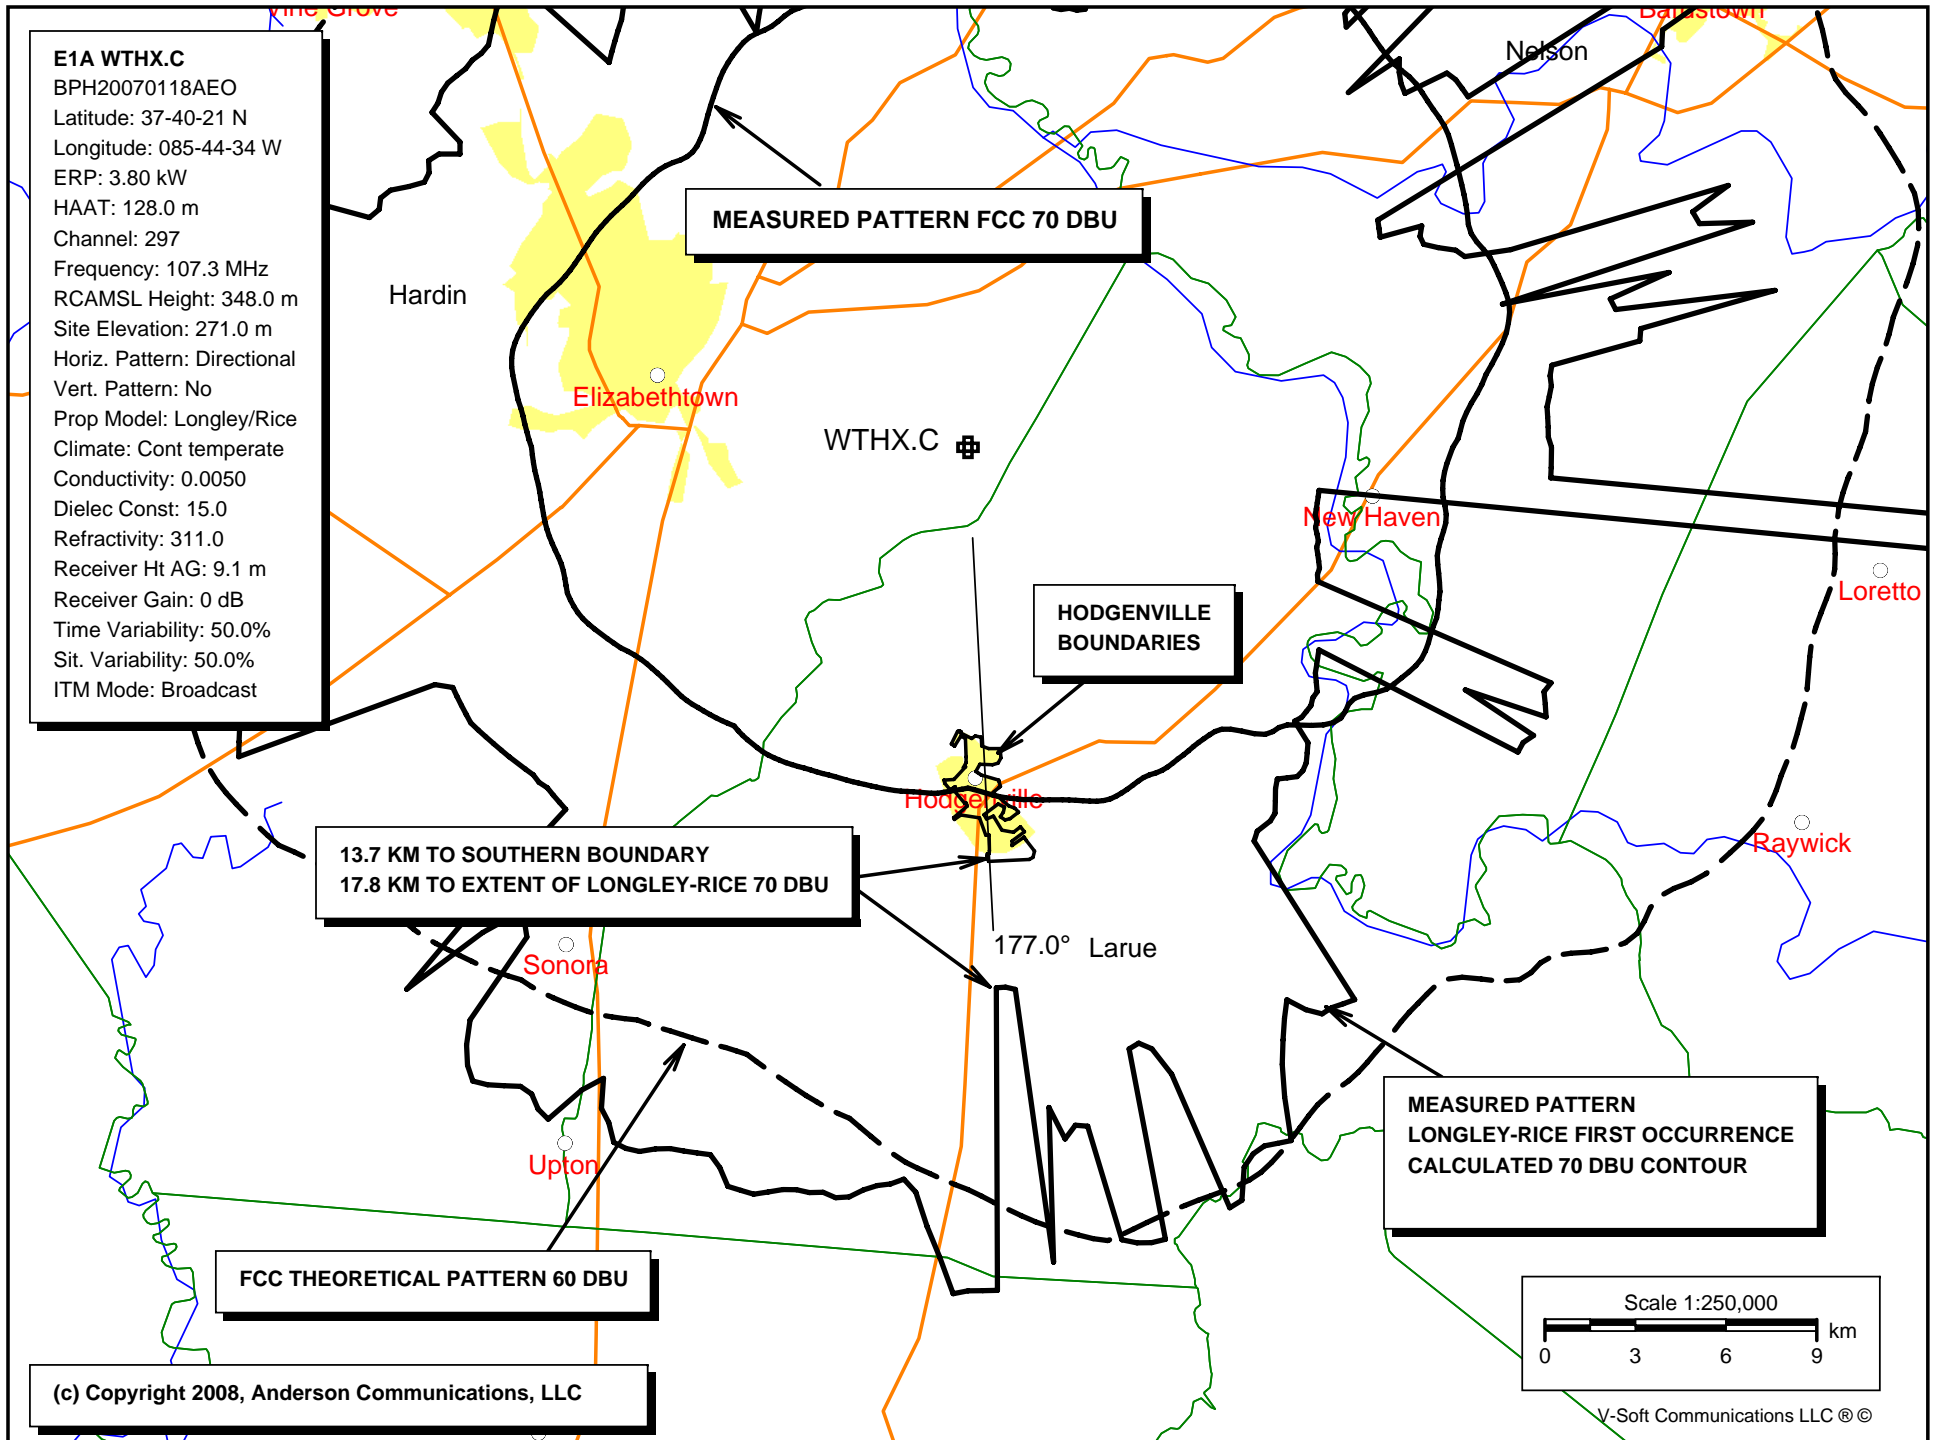 Vine Grove
Bardstown
Nelson
E1A WTHX.C
BPH20070118AEO
Latitude: 37-40-21 N
Longitude: 085-44-34 W
ERP: 3.80 kW
HAAT: 128.0 m
Channel: 297
Frequency: 107.3 MHz
RCAMSL Height: 348.0 m
Site Elevation: 271.0 m
Horiz. Pattern: Directional
Vert. Pattern: No
Prop Model: Longley/Rice
Climate: Cont temperate
Conductivity: 0.0050
Dielec Const: 15.0
Refractivity: 311.0
Receiver Ht AG: 9.1 m
Receiver Gain: 0 dB
Time Variability: 50.0%
Sit. Variability: 50.0%
ITM Mode: Broadcast
MEASURED PATTERN FCC 70 DBU
Hardin
Elizabethtown
WTHX.C
New Haven
Loretto
HODGENVILLE
BOUNDARIES
Hodgenville
Raywick
13.7 KM TO SOUTHERN BOUNDARY
17.8 KM TO EXTENT OF LONGLEY-RICE 70 DBU
177.0° Larue
Sonora
Upton
MEASURED PATTERN
LONGLEY-RICE FIRST OCCURRENCE
CALCULATED 70 DBU CONTOUR
FCC THEORETICAL PATTERN 60 DBU
Scale 1:250,000
km
0 3 6 9
(c) Copyright 2008, Anderson Communications, LLC
V-Soft Communications LLC ® ©